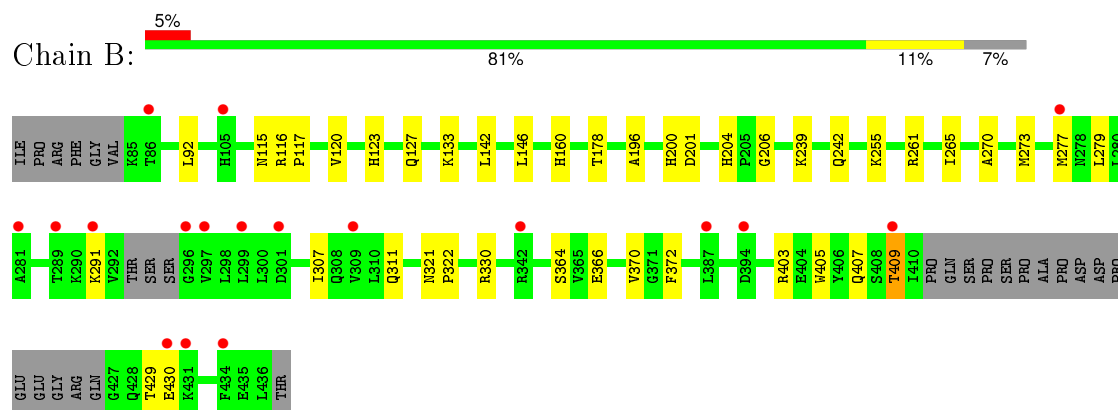 5%
Chain B:
81% 11% 7%
ILE PRO ARG PHE GLY VAL K85 T86 L92 H105 N115 R116 P117 V120 H123 Q127 K133 L142 L146 H160 T178 A196 H200 D201 H204 P205 G206 K239 Q242 K255 R261 I265 A270 M273 M277 N278 L279 L280
A281 T289 K290 K291 V292 THR SER SER G296 V297 L298 L299 L300 D301 I307 Q308 V309 L310 Q311 N321 P322 R330 R342 S364 V365 E366 V370 G371 F372 L387 D394 R403 E404 W405 Y406 Q407 S408 T409 I410 PRO GLN SER PRO SER PRO ALA PRO ASP ASP PRO
GLU GLU GLY ARG GLN G427 Q428 T429 E430 K431 F434 E435 L436 THR